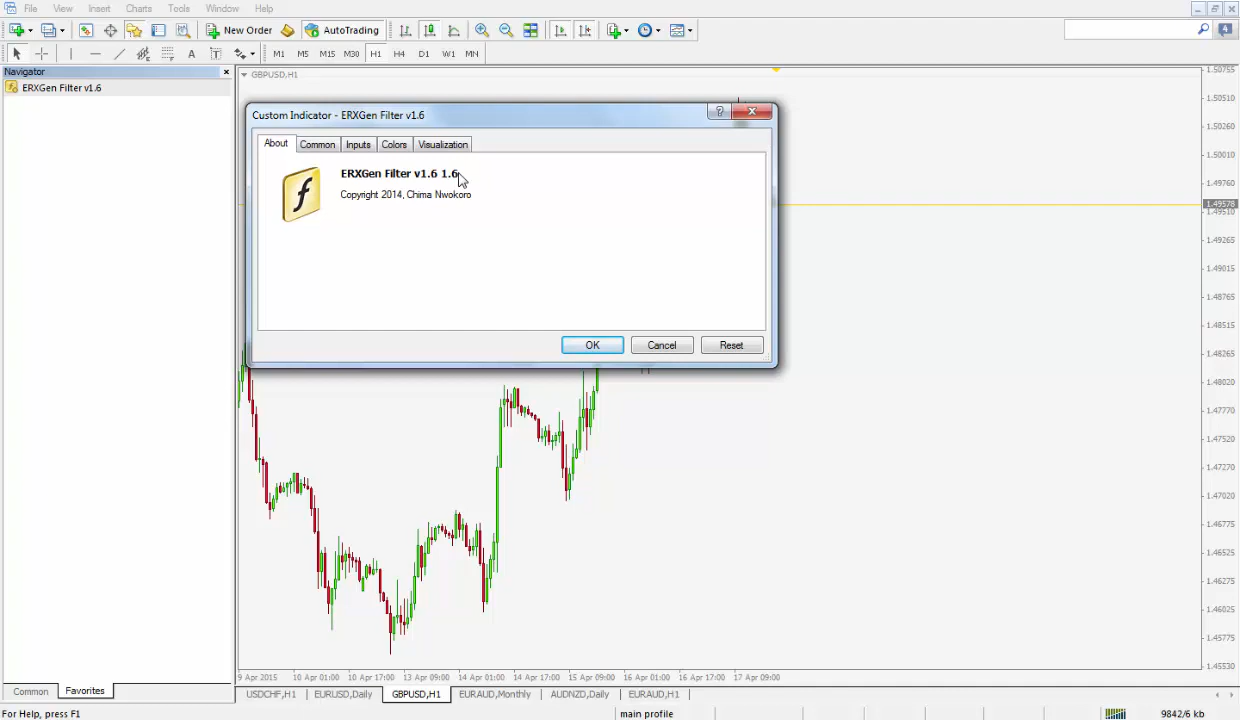 File View Insert Charts Tools Window Help
New Order AutoTrading 4
A T M1 M5 M15 M30 H1 H4 D1 W1 MN
Navigator
ERXGen Filter v1.6
GBPUSD,H1
Custom Indicator - ERXGen Filter v1.6
About Common Inputs Colors Visualization
ERXGen Filter v1.6 1.6
Copyright 2014, Chima Nwokoro
OK Cancel Reset
1.50755
1.50510
1.50260
1.50010
1.49760
1.49578
1.49510
1.49265
1.49015
1.48765
1.48515
1.48265
1.48020
1.47770
1.47520
1.47270
1.47020
1.46775
1.46525
1.46275
1.46025
1.45775
1.45530
9 Apr 2015 10 Apr 01:00 10 Apr 17:00 13 Apr 09:00 14 Apr 01:00 14 Apr 17:00 15 Apr 09:00 16 Apr 01:00 16 Apr 17:00 17 Apr 09:00
Common Favorites
USDCHF,H1 EURUSD,Daily GBPUSD,H1 EURAUD,Monthly AUDNZD,Daily EURAUD,H1
For Help, press F1 main profile 9842/6 kb